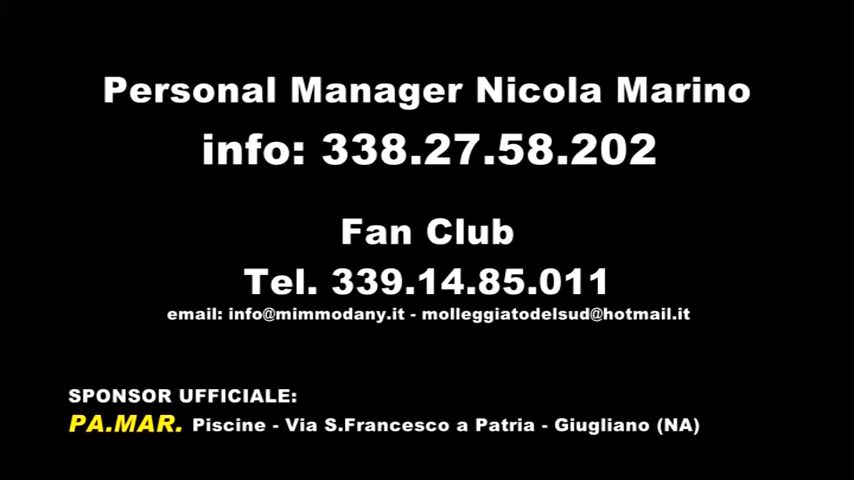 Personal Manager Nicola Marino
info: 338.27.58.202
Fan Club
Tel. 339.14.85.011
email: info@mimmodany.it - molleggiatodelsud@hotmail.it
SPONSOR UFFICIALE:
PA.MAR. Piscine - Via S.Francesco a Patria - Giugliano (NA)